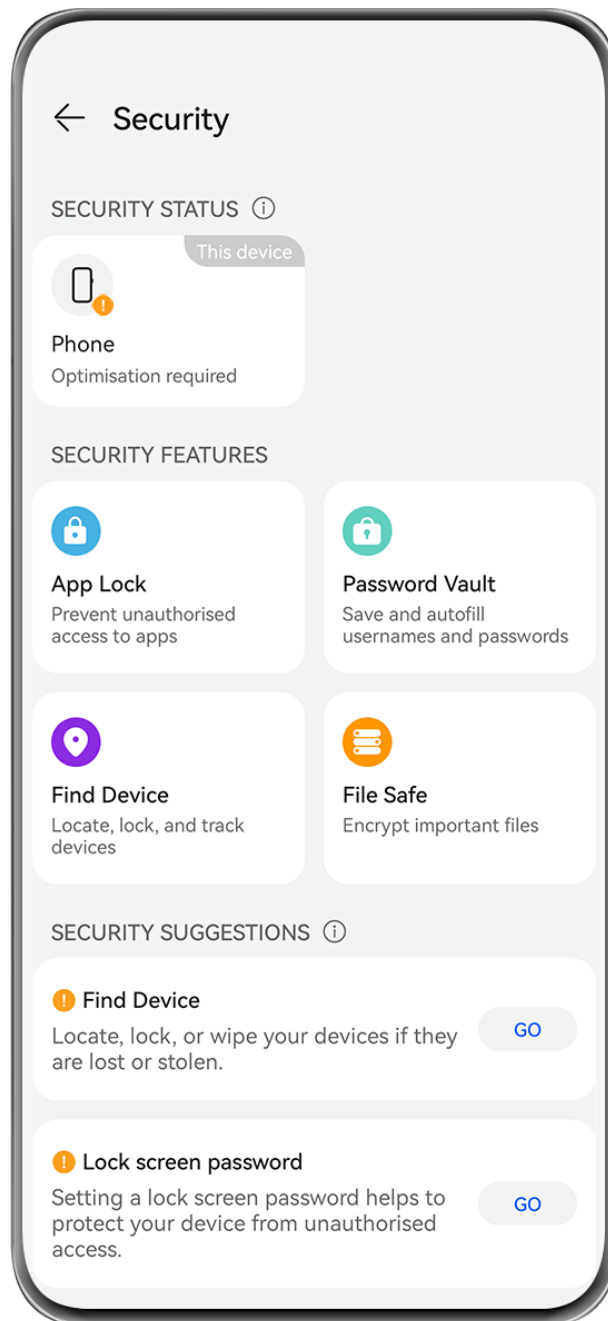 Security
SECURITY STATUS
This device
Phone
Optimisation required
SECURITY FEATURES
App Lock
Prevent unauthorised
access to apps
Password Vault
Save and autofill
usernames and passwords
Find Device
Locate, lock, and track
devices
File Safe
Encrypt important files
SECURITY SUGGESTIONS
Find Device
Locate, lock, or wipe your devices if they
are lost or stolen.
GO
Lock screen password
Setting a lock screen password helps to
protect your device from unauthorised
access.
GO